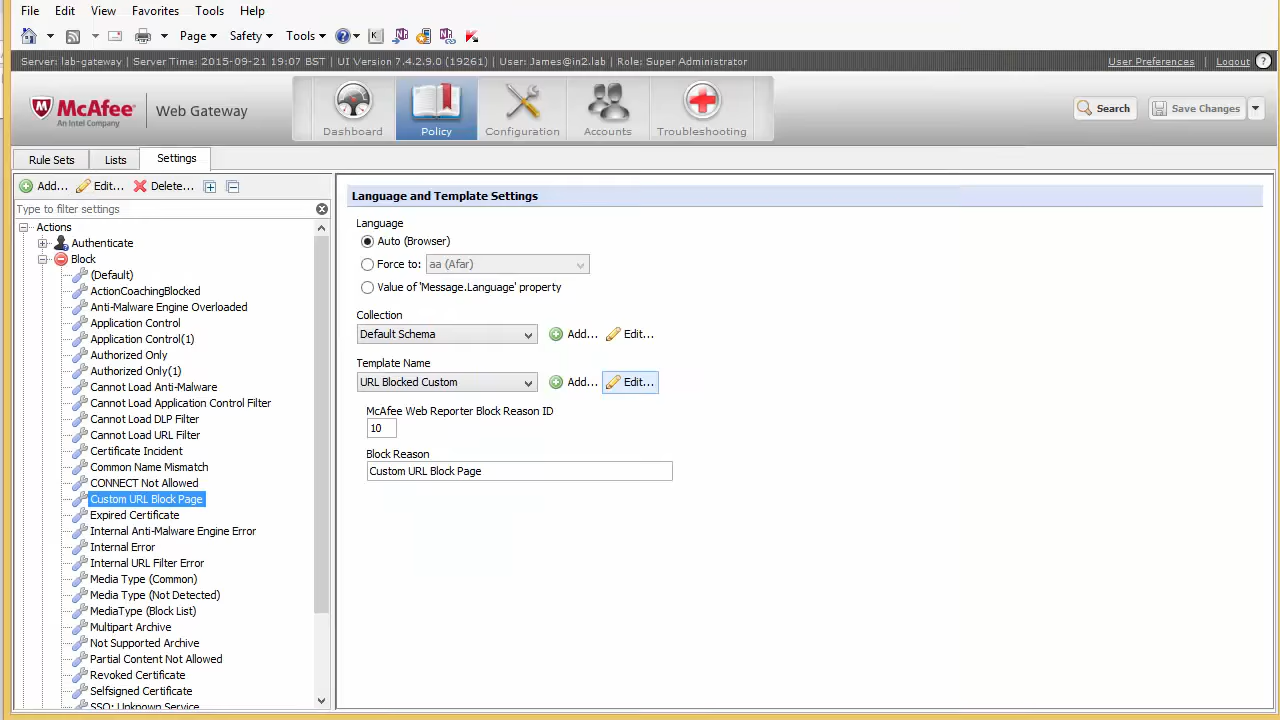 File Edit View Favorites Tools Help
Page Safety Tools
Server: lab-gateway | Server Time: 2015-09-21 19:07 BST | UI Version 7.4.2.9.0 (19261) | User: James@in2.lab | Role: Super Administrator User Preferences | Logout ?
McAfee An Intel Company Web Gateway
Dashboard Policy Configuration Accounts Troubleshooting Search Save Changes
Rule Sets Lists Settings
Add... Edit... Delete...
Type to filter settings
Actions
Authenticate
Block
(Default)
ActionCoachingBlocked
Anti-Malware Engine Overloaded
Application Control
Application Control(1)
Authorized Only
Authorized Only(1)
Cannot Load Anti-Malware
Cannot Load Application Control Filter
Cannot Load DLP Filter
Cannot Load URL Filter
Certificate Incident
Common Name Mismatch
CONNECT Not Allowed
Custom URL Block Page
Expired Certificate
Internal Anti-Malware Engine Error
Internal Error
Internal URL Filter Error
Media Type (Common)
Media Type (Not Detected)
MediaType (Block List)
Multipart Archive
Not Supported Archive
Partial Content Not Allowed
Revoked Certificate
Selfsigned Certificate
SSO: Unknown Service
Language and Template Settings
Language
Auto (Browser)
Force to: aa (Afar)
Value of 'Message.Language' property
Collection
Default Schema Add... Edit...
Template Name
URL Blocked Custom Add... Edit...
McAfee Web Reporter Block Reason ID
10
Block Reason
Custom URL Block Page